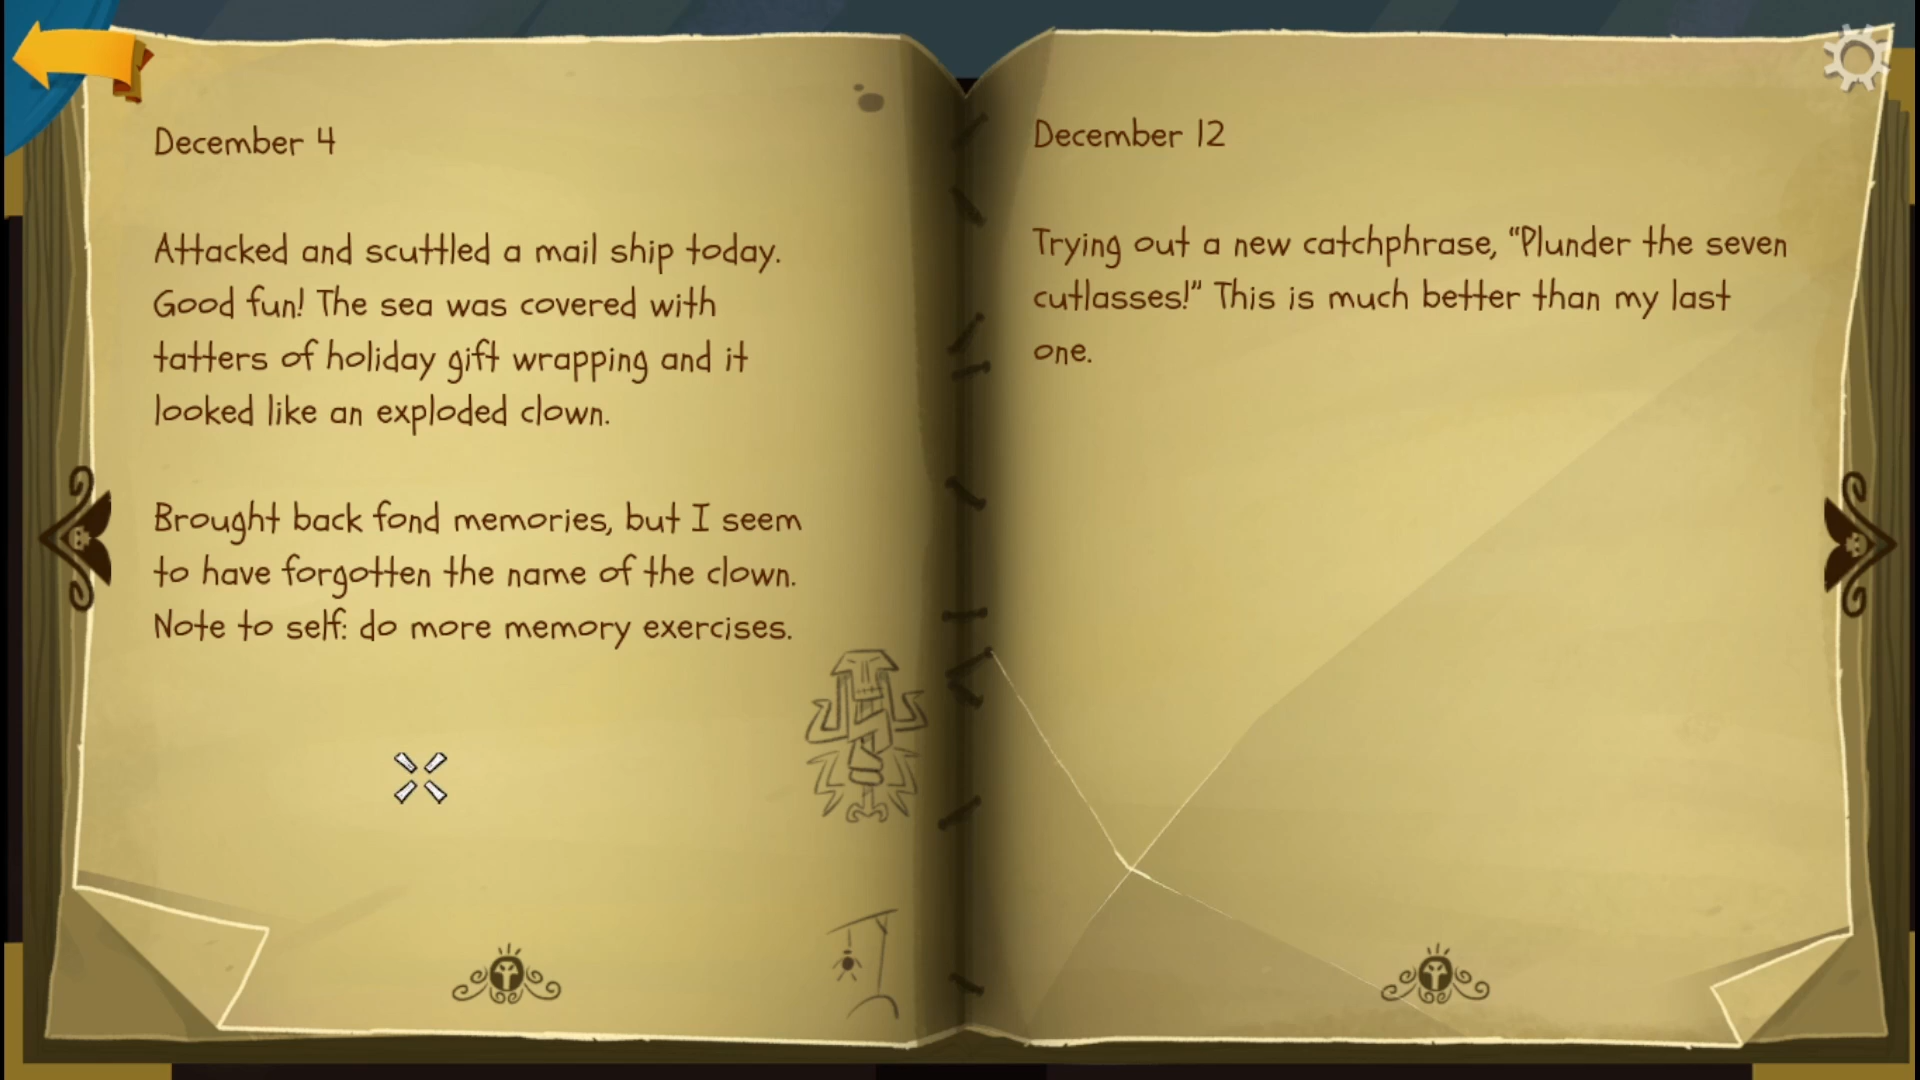 December 4
Attacked and scuttled a mail ship today.
Good fun! The sea was covered with
tatters of holiday gift wrapping and it
looked like an exploded clown.
Brought back fond memories, but I seem
to have forgotten the name of the clown.
Note to self: do more memory exercises.
December 12
Trying out a new catchphrase, “Plunder the seven
cutlasses!” This is much better than my last
one.